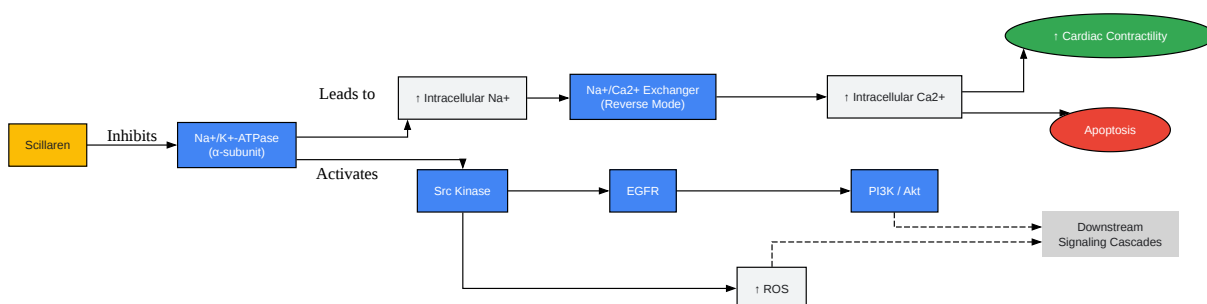 ↑ Cardiac Contractility
Leads to
↑ Intracellular Na+
Na+/Ca2+ Exchanger
(Reverse Mode)
↑ Intracellular Ca2+
Scillaren
Inhibits
Na+/K+-ATPase
(α-subunit)
Apoptosis
Activates
Src Kinase
EGFR
PI3K / Akt
Downstream
Signaling Cascades
↑ ROS